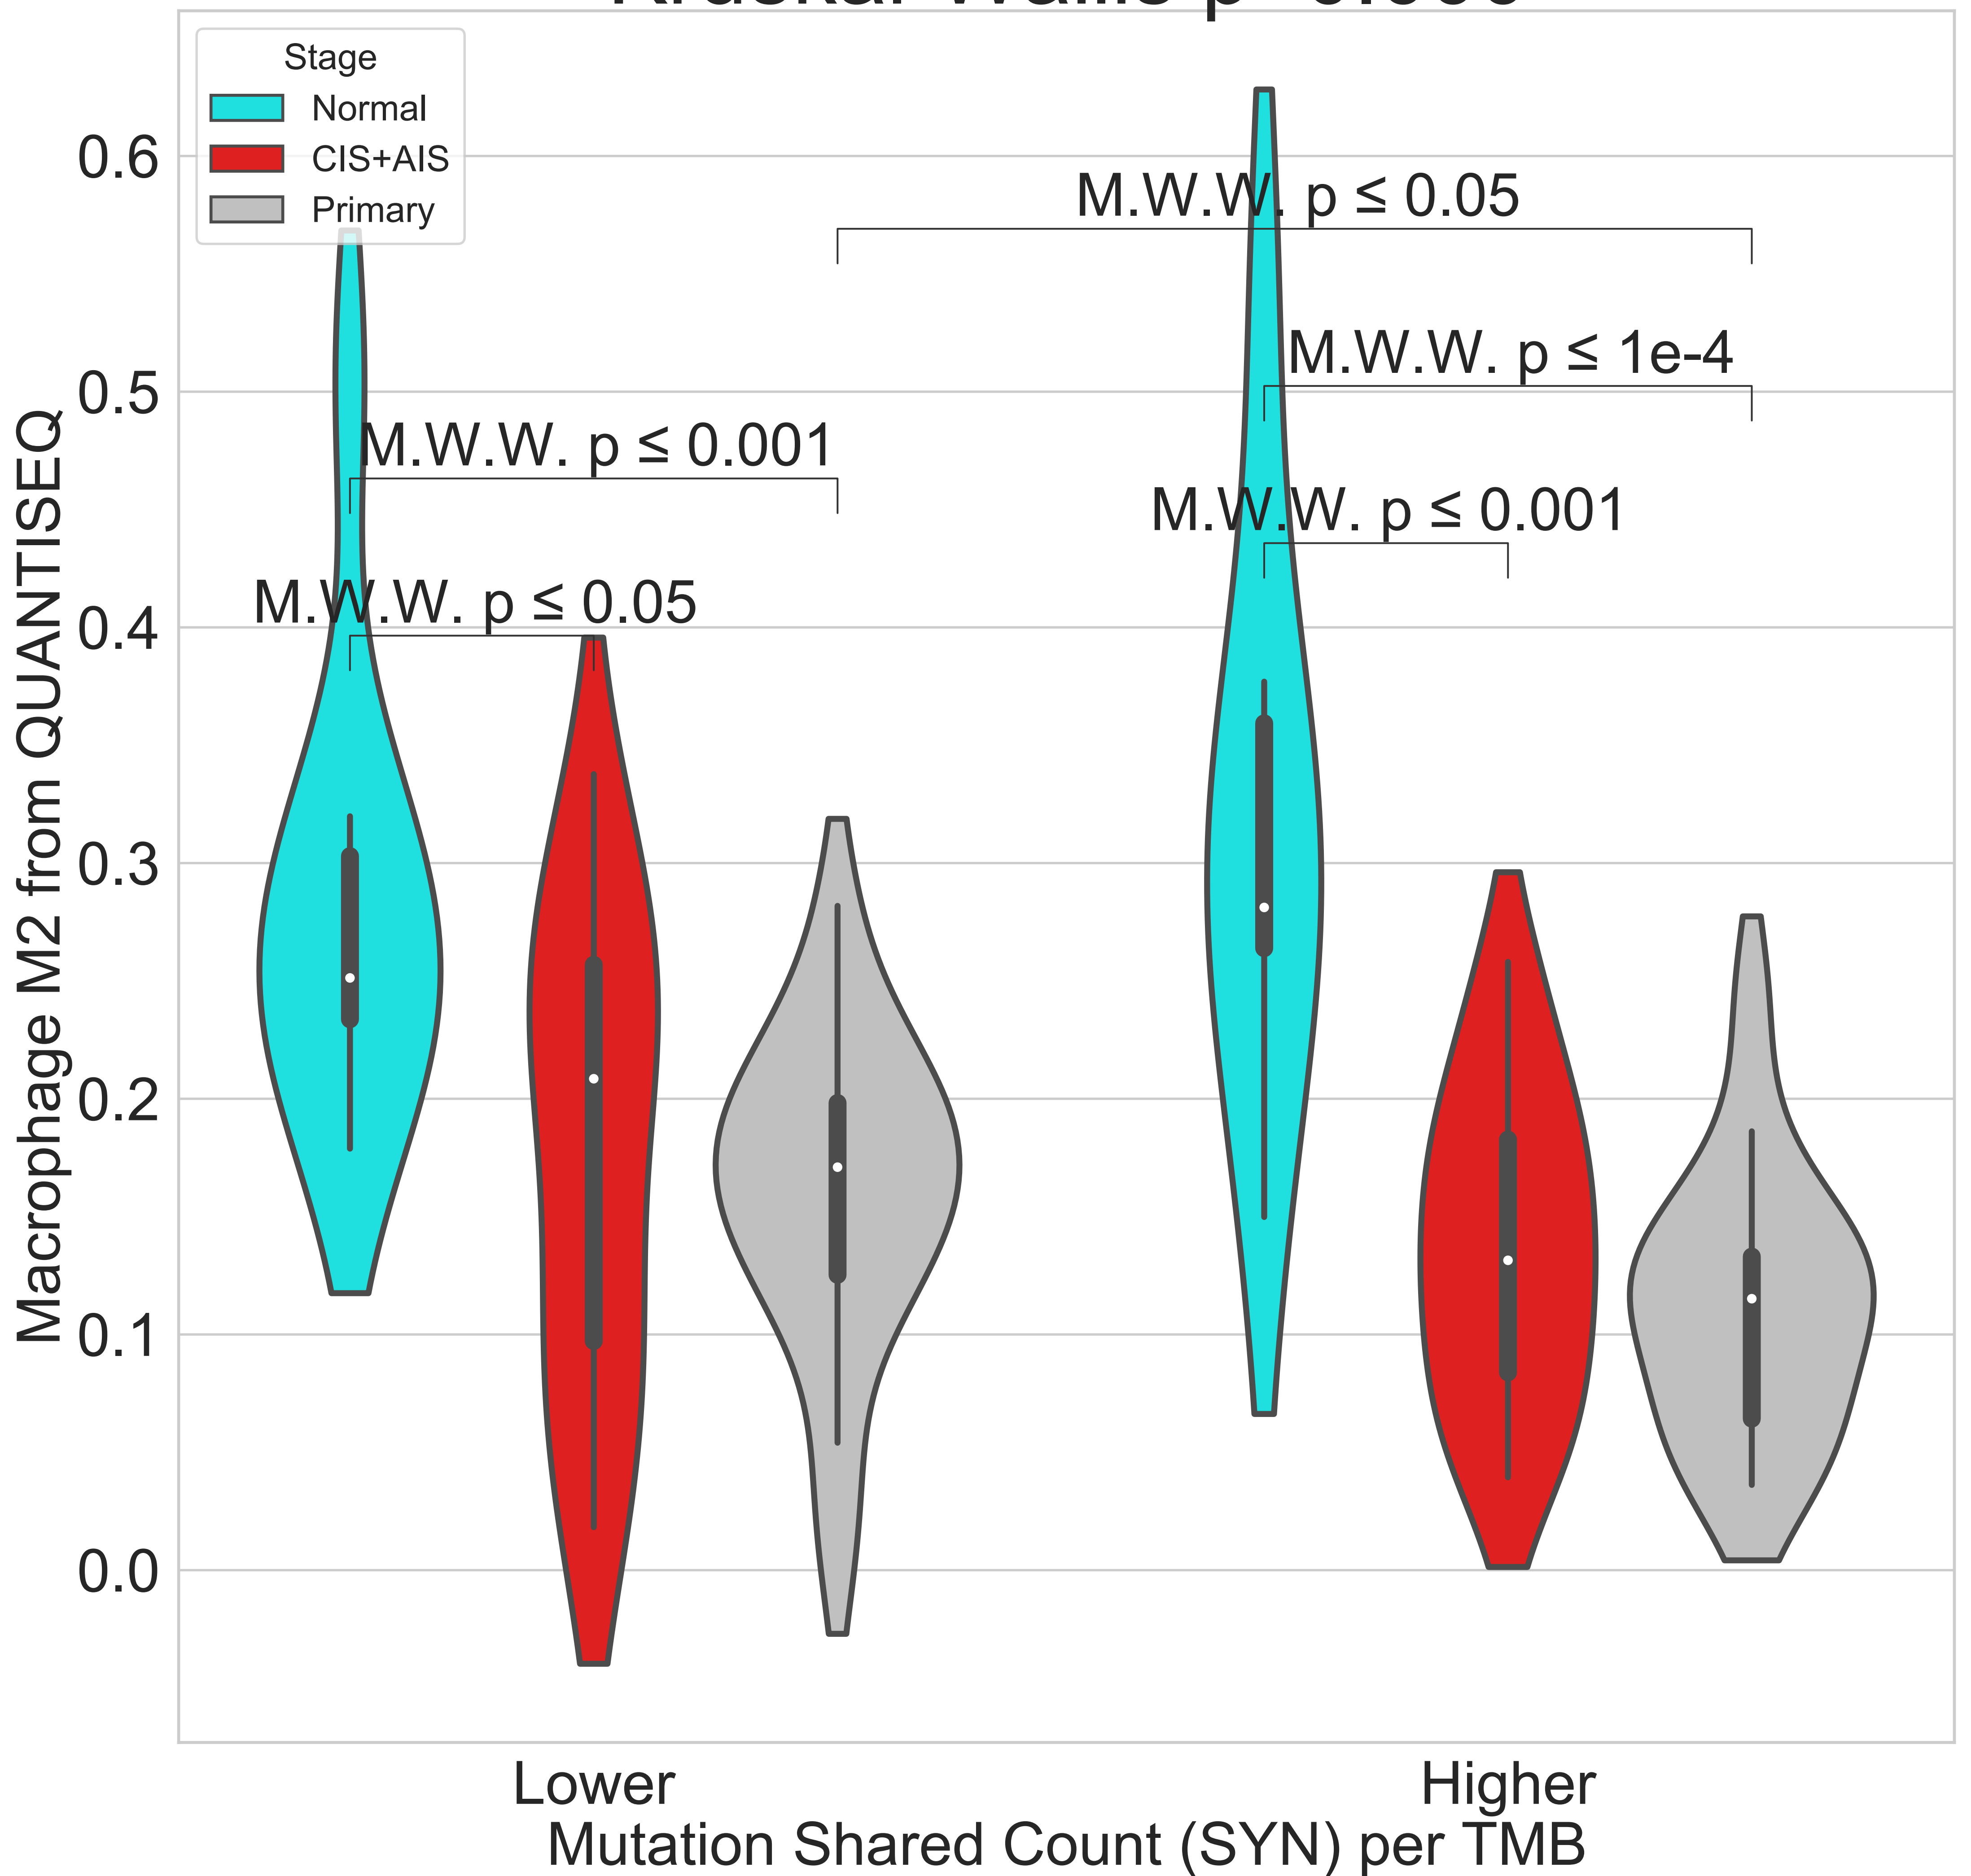 Stage
Normal
CIS+AIS
Primary
0.6
0.5
0.4
0.3
0.2
0.1
0.0
Macrophage M2 from QUANTISEQ
M.W.W. p ≤ 0.05
M.W.W. p ≤ 1e-4
M.W.W. p ≤ 0.001
M.W.W. p ≤ 0.001
M.W.W. p ≤ 0.05
Lower
Higher
Mutation Shared Count (SYN) per TMB